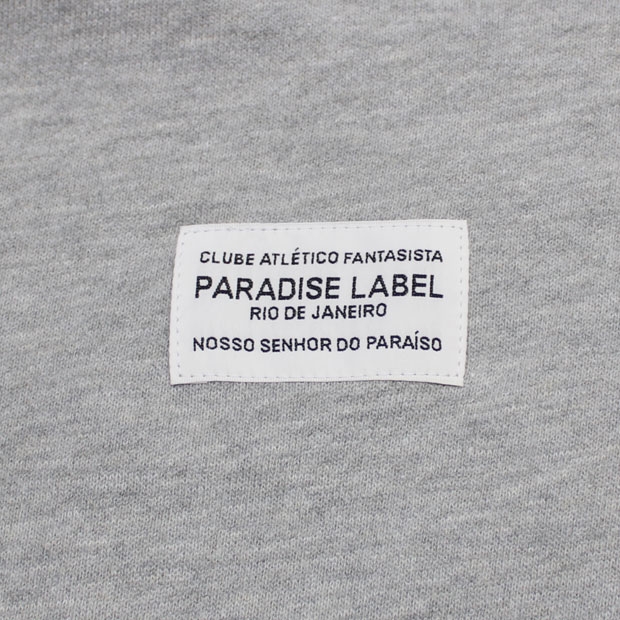 CLUBE ATLÉTICO FANTASISTA
PARADISE LABEL
RIO DE JANEIRO
NOSSO SENHOR DO PARAÍSO